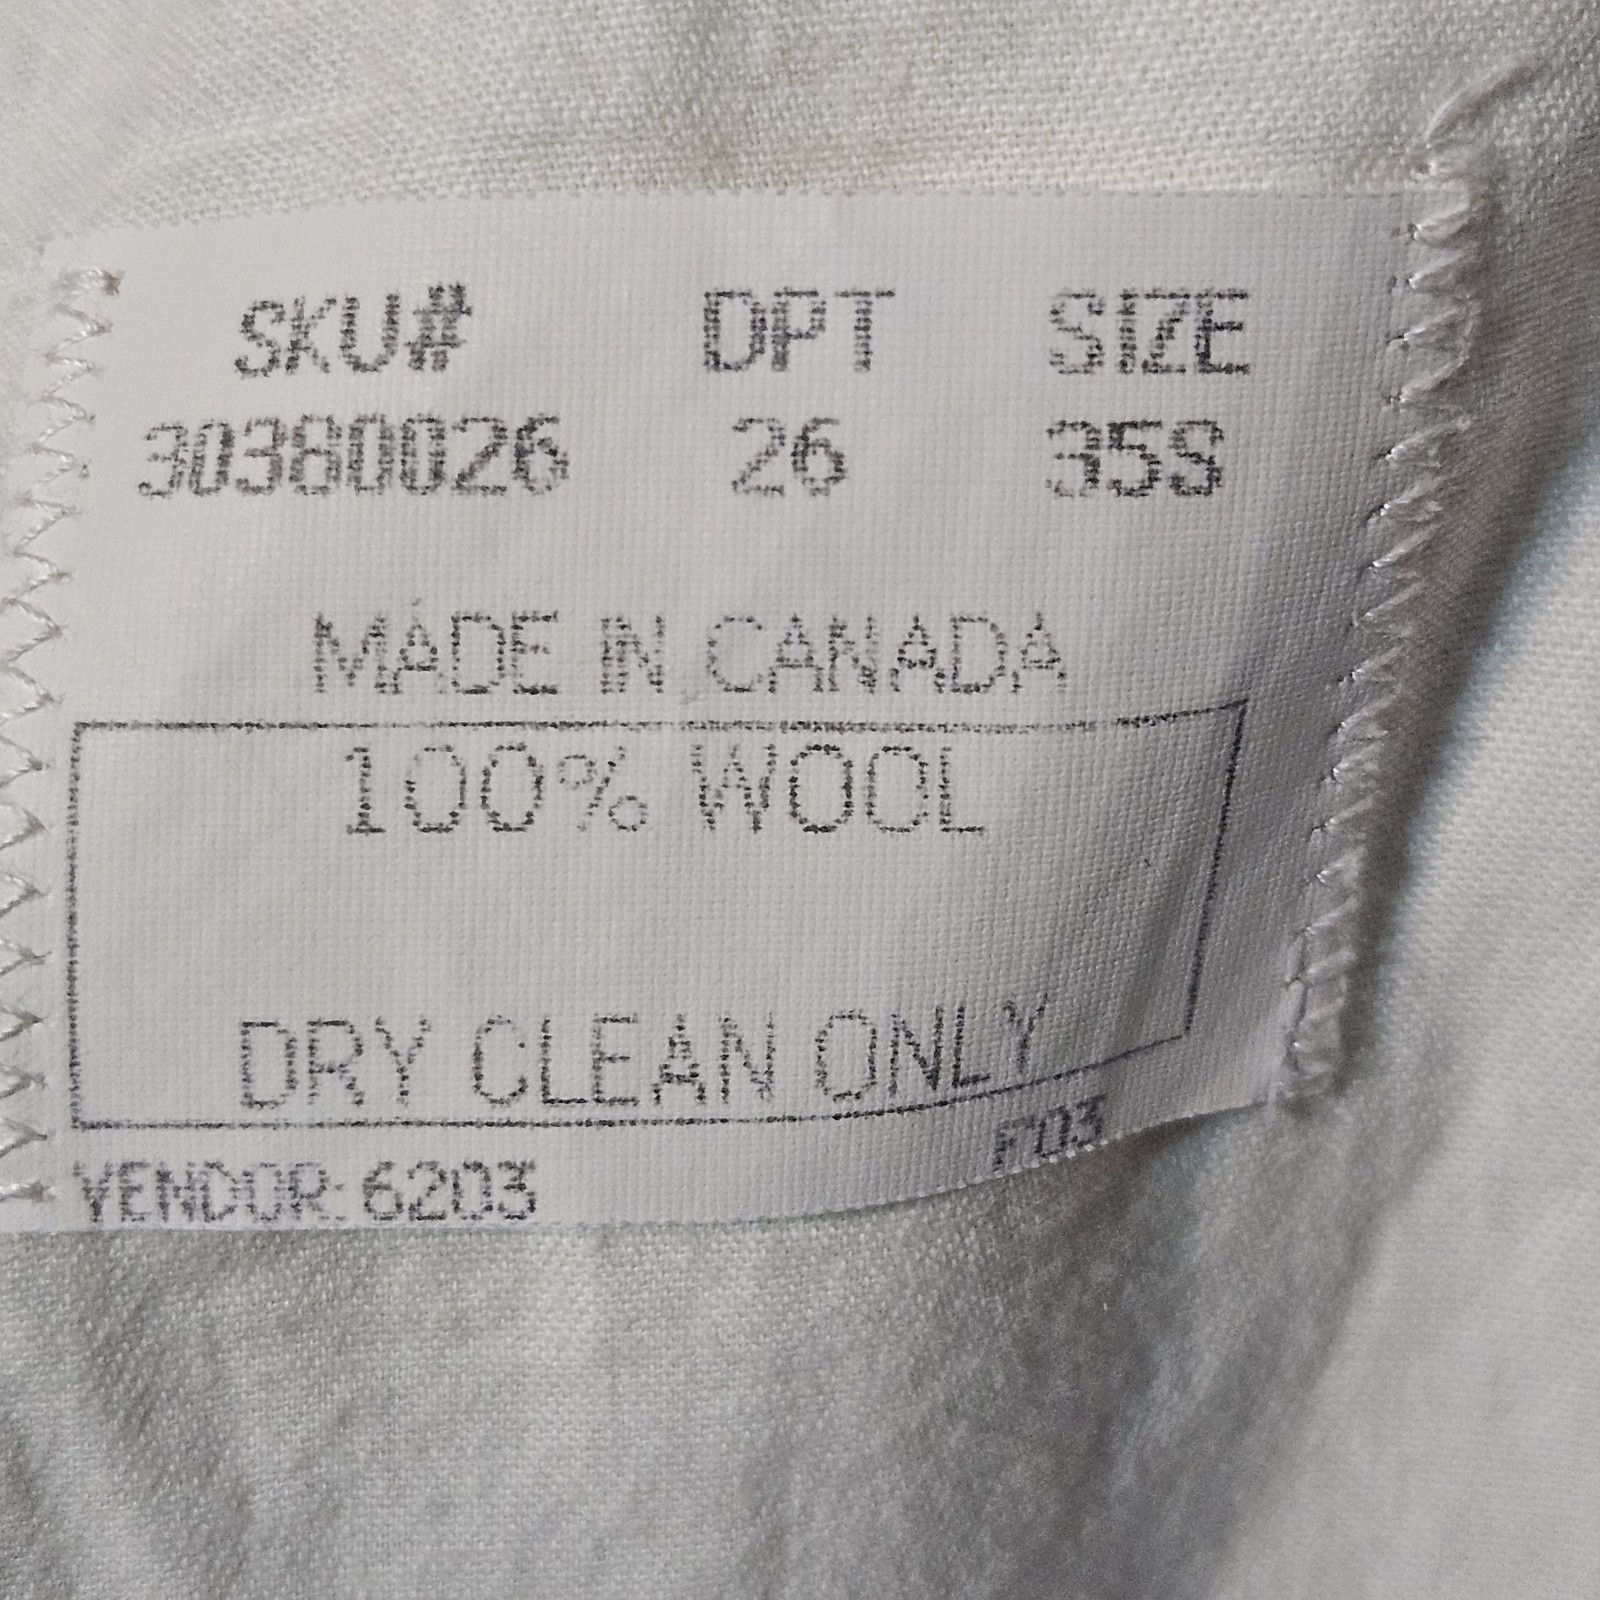 SKU# DPT SIZE
30380026 26 35S
MADE IN CANADA
100% WOOL
DRY CLEAN ONLY
F03
VENDOR: 6203